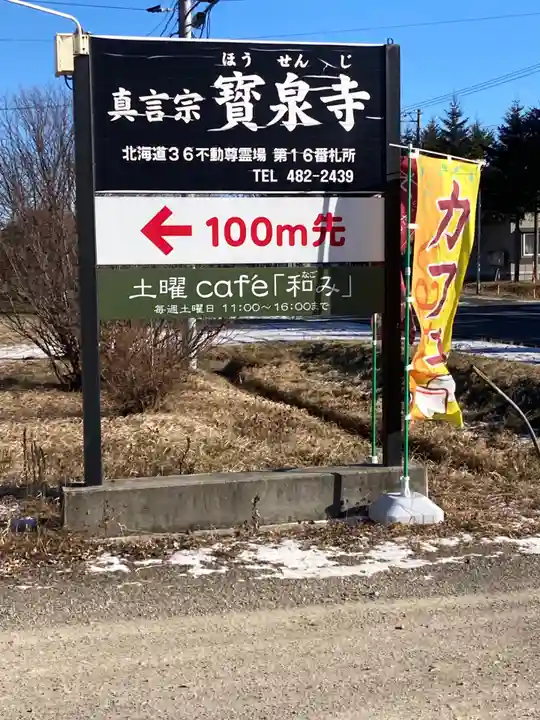 ほうせんじ
真言宗 寳泉寺
北海道36不動尊霊場 第16番札所
TEL 482-2439
←100m先
なご
土曜 café「和み」
毎週土曜日 11:00～16:00まで
カフェ